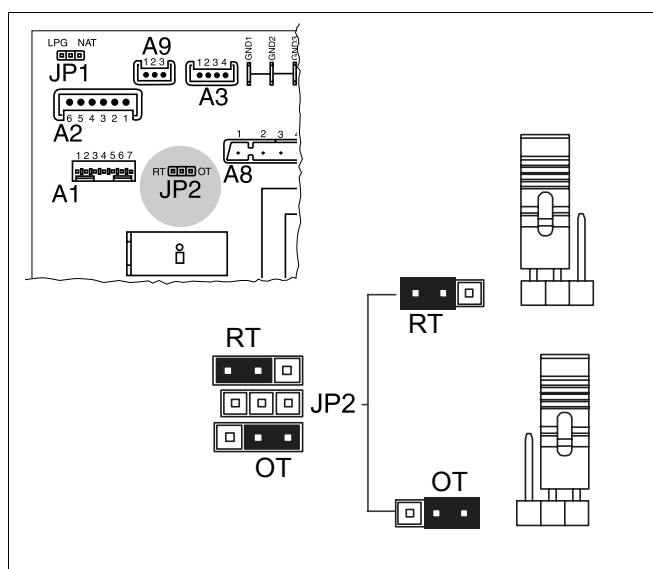 LPG NAT
JP1
A9
1 2 3
1 2 3 4
A3
GND1
GND2
GND3
6 5 4 3 2 1
A2
1 2 3 4 5 6 7
A1
RT OT
JP2
1 2 3
A8
i
RT
RT
JP2
OT
OT